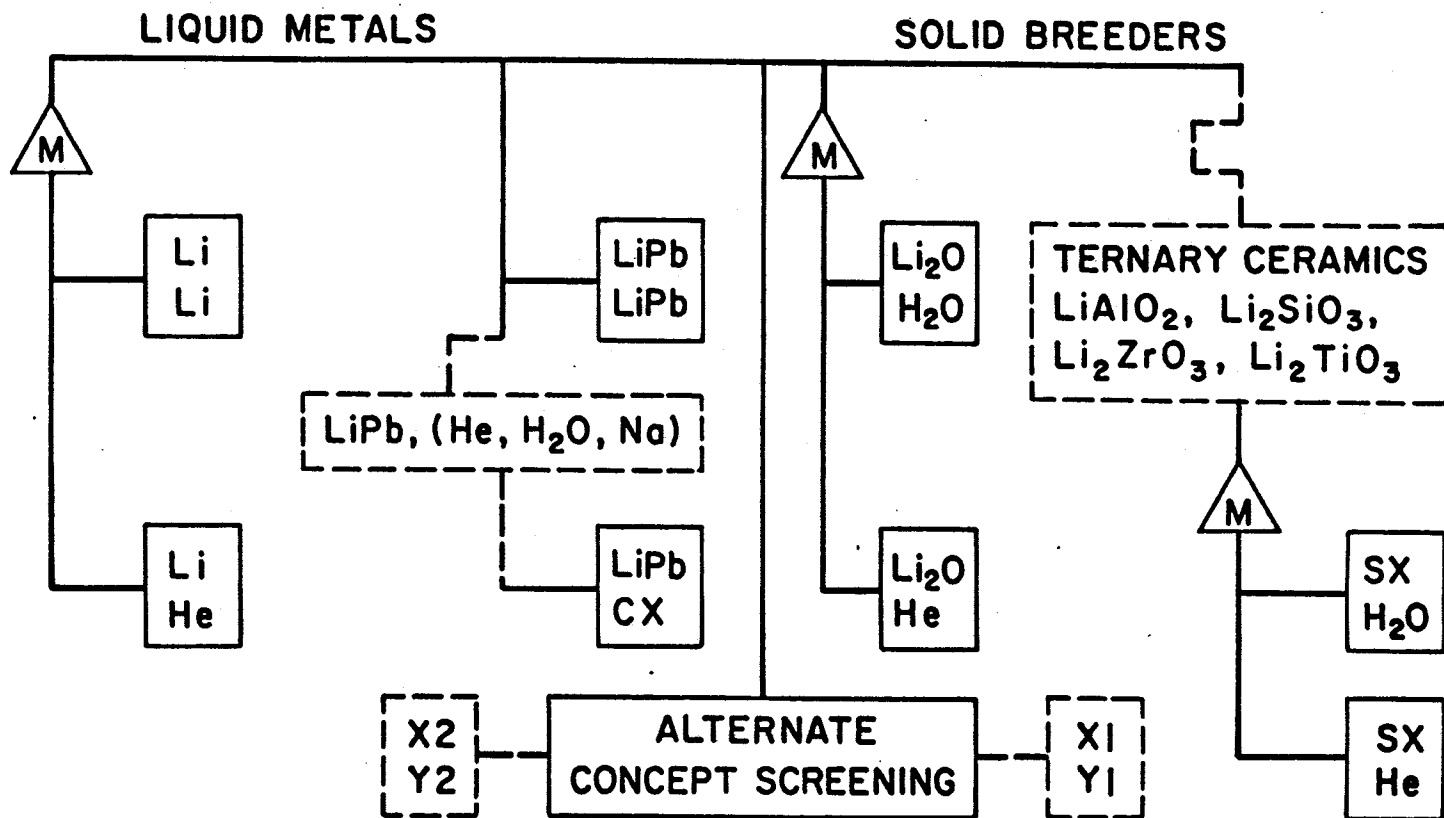 LIQUID METALS
SOLID BREEDERS
M
M
Li
Li
LiPb
LiPb
Li₂O
H₂O
TERNARY CERAMICS
LiAlO₂, Li₂SiO₃,
Li₂ZrO₃, Li₂TiO₃
LiPb, (He, H₂O, Na)
M
Li
He
LiPb
CX
Li₂O
He
SX
H₂O
X2
Y2
ALTERNATE
CONCEPT SCREENING
X1
Y1
SX
He